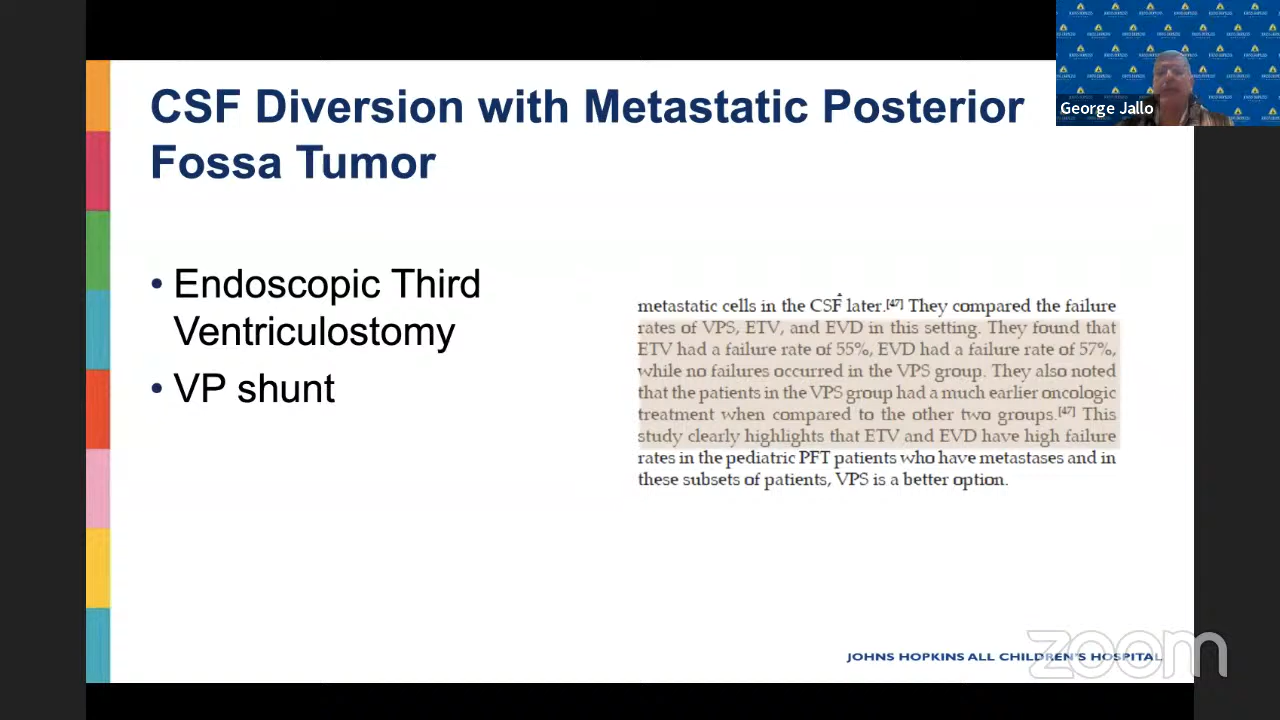 CSF Diversion with Metastatic Posterior
Fossa Tumor
George Jallo
• Endoscopic Third
Ventriculostomy
• VP shunt
metastatic cells in the CSF later.[47] They compared the failure
rates of VPS, ETV, and EVD in this setting. They found that
ETV had a failure rate of 55%, EVD had a failure rate of 57%,
while no failures occurred in the VPS group. They also noted
that the patients in the VPS group had a much earlier oncologic
treatment when compared to the other two groups.[47] This
study clearly highlights that ETV and EVD have high failure
rates in the pediatric PFT patients who have metastases and in
these subsets of patients, VPS is a better option.
JOHNS HOPKINS ALL CHILDREN'S HOSPITAL
zoom